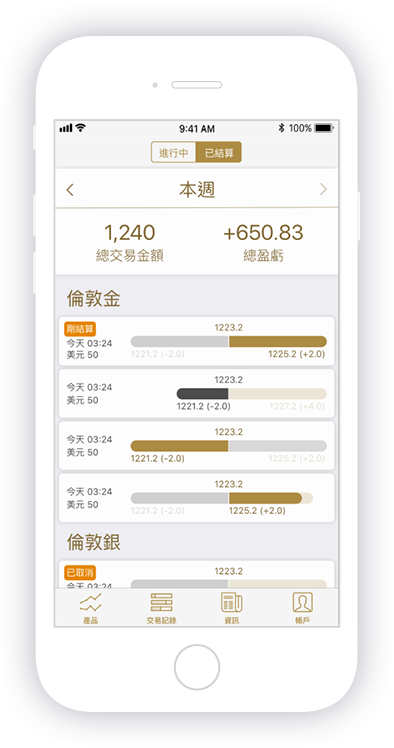 9:41 AM
100%
進行中 已結算
本週
1,240 +650.83
總交易金額 總盈虧
倫敦金
剛結算
1223.2
今天 03:24
美元 50
1221.2 (-2.0) 1225.2 (+2.0)
1223.2
今天 03:24
美元 50
1221.2 (-2.0) 1227.2 (+4.0)
1223.2
今天 03:24
美元 50
1221.2 (-2.0) 1225.2 (+2.0)
1223.2
今天 03:24
美元 50
1221.2 (-2.0) 1225.2 (+2.0)
倫敦銀
已取消
1223.2
今天 03:24
產品 交易記錄 資訊 帳戶